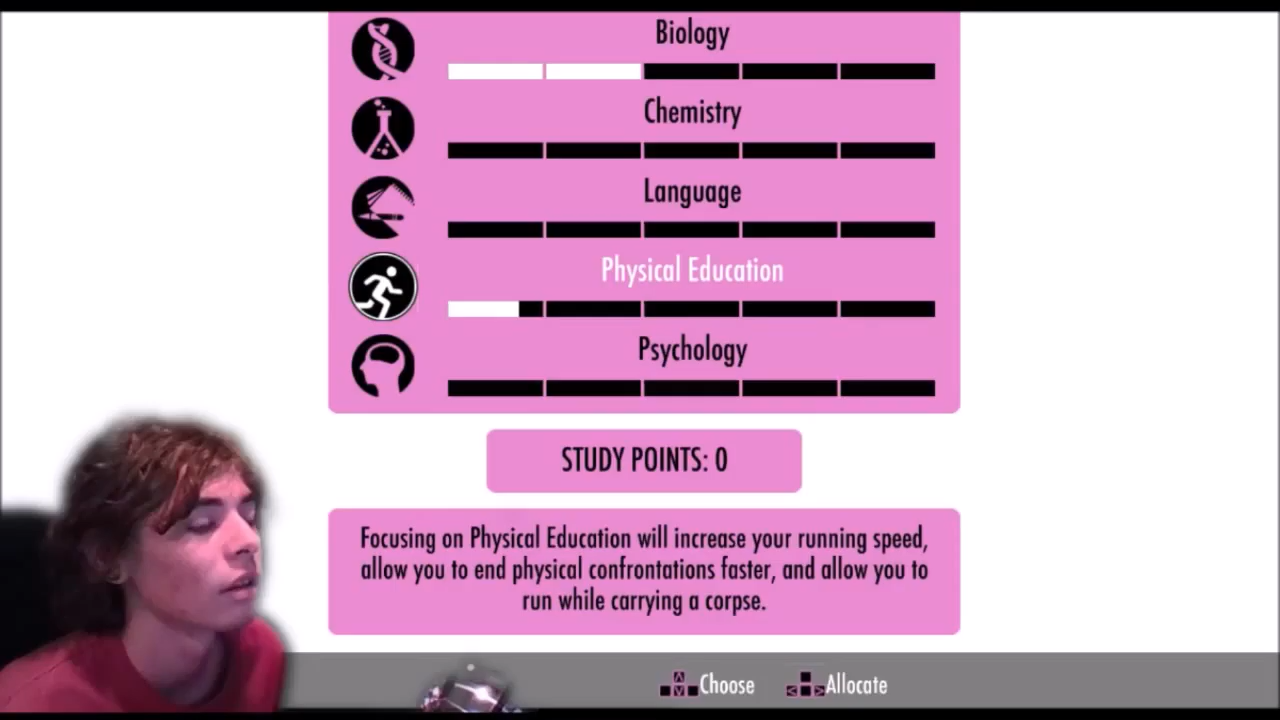 Biology
Chemistry
Language
Physical Education
Psychology
STUDY POINTS: 0
Focusing on Physical Education will increase your running speed,
allow you to end physical confrontations faster, and allow you to
run while carrying a corpse.
Choose
Allocate